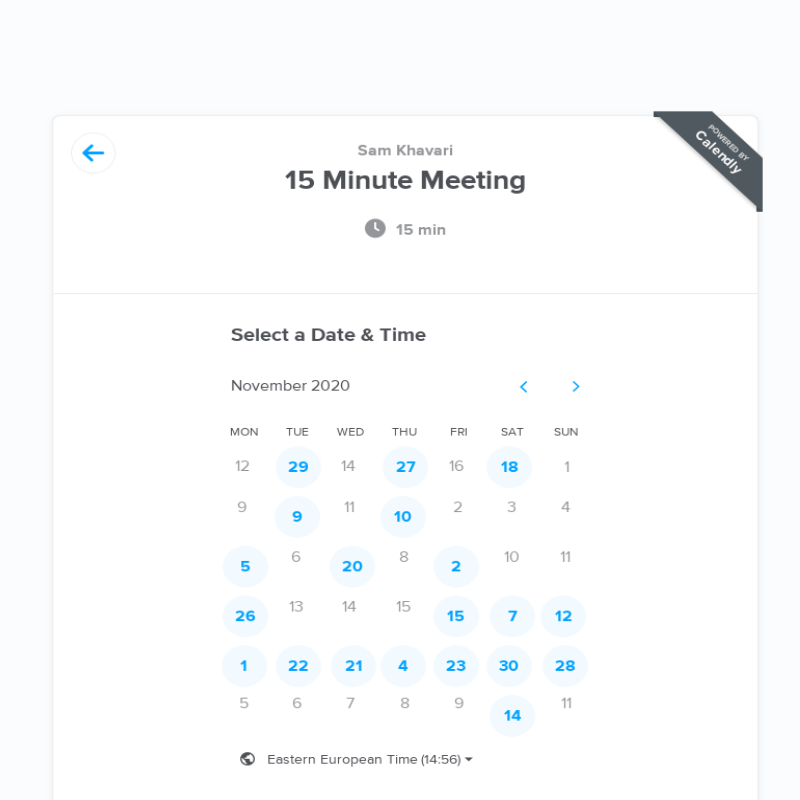 POWERED BY
Calendly
Sam Khavari
15 Minute Meeting
15 min
Select a Date & Time
November 2020
MON TUE WED THU FRI SAT SUN
12 29 14 27 16 18 1
9 9 11 10 2 3 4
5 6 20 8 2 10 11
26 13 14 15 15 7 12
1 22 21 4 23 30 28
5 6 7 8 9 14 11
Eastern European Time (14:56)